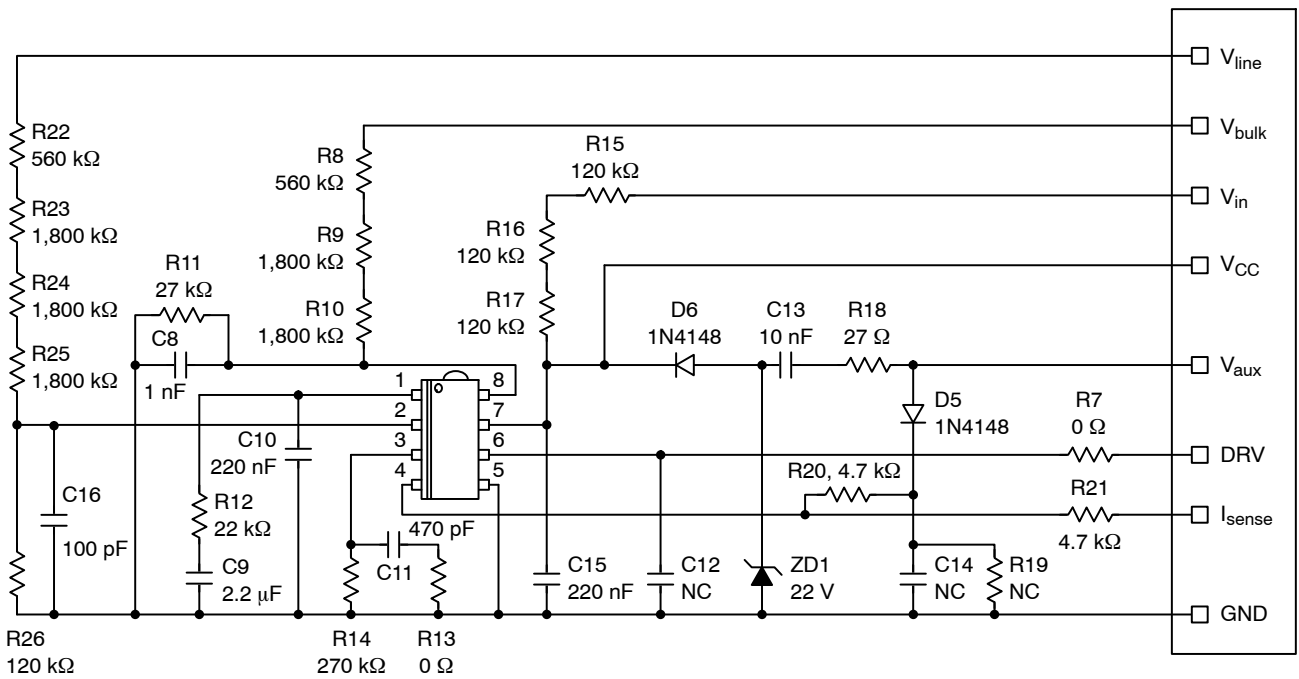 V_line
R22
560 kΩ
R23
1,800 kΩ
R24
1,800 kΩ
R25
1,800 kΩ
R11
27 kΩ
C8
1 nF
R8
560 kΩ
R9
1,800 kΩ
R10
1,800 kΩ
V_bulk
R15
120 kΩ
V_in
R16
120 kΩ
R17
120 kΩ
V_CC
D6
1N4148
C13
10 nF
R18
27 Ω
V_aux
1
2
3
4
8
7
6
5
D5
1N4148
R7
0 Ω
DRV
C10
220 nF
R20, 4.7 kΩ
R21
4.7 kΩ
I_sense
C16
100 pF
R12
22 kΩ
C9
2.2 μF
470 pF
C11
C15
220 nF
C12
NC
ZD1
22 V
C14
NC
R19
NC
GND
R26
120 kΩ
R14
270 kΩ
R13
0 Ω